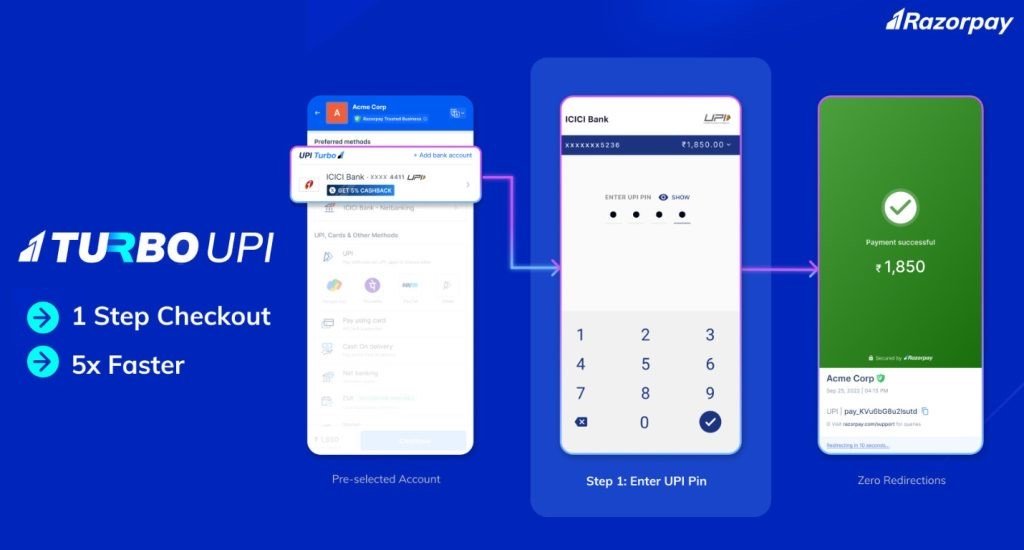 Razorpay
TURBO UPI
1 Step Checkout
5x Faster
A
Acme Corp
Razorpay Trusted Business
Preferred methods
UPI Turbo
+ Add bank account
ICICI Bank - xxxx 4411 UPI
GET 5% CASHBACK
ICICI Bank - Netbanking
UPI, Cards & Other Methods
UPI
Pay using card
Cash On delivery
Net banking
EMI
₹ 1,850
Continue
Pre-selected Account
ICICI Bank
UPI
xxxxxxx5236
₹1,850.00
ENTER UPI PIN
SHOW
1 2 3
4 5 6
7 8 9
0
Step 1: Enter UPI Pin
Payment successful
₹ 1,850
Secured by Razorpay
Acme Corp
Sep 25, 2022 | 04:13 PM
UPI | pay_KVu6bG8u2lsutd
Visit razorpay.com/support for queries
Redirecting in 10 seconds...
Zero Redirections